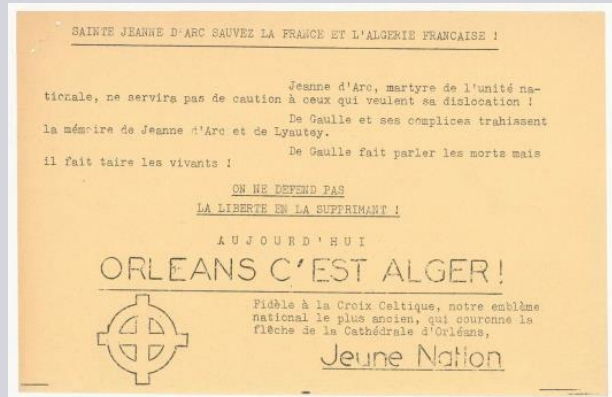 SAINTE JEANNE D'ARC SAUVEZ LA FRANCE ET L'ALGERIE FRANCAISE !
Jeanne d'Arc, martyre de l'unité na-
tionale, ne servira pas de caution à ceux qui veulent sa dislocation !
De Gaulle et ses complices trahissent
la mémoire de Jeanne d'Arc et de Lyautey.
De Gaulle fait parler les morts mais
il fait taire les vivants !
ON NE DEFEND PAS
LA LIBERTE EN LA SUPPRIMANT !
AUJOURD'HUI
ORLEANS C'EST ALGER !
Fidèle à la Croix Celtique, notre emblème
national le plus ancien, qui couronne la
flèche de la Cathédrale d'Orléans,
Jeune Nation